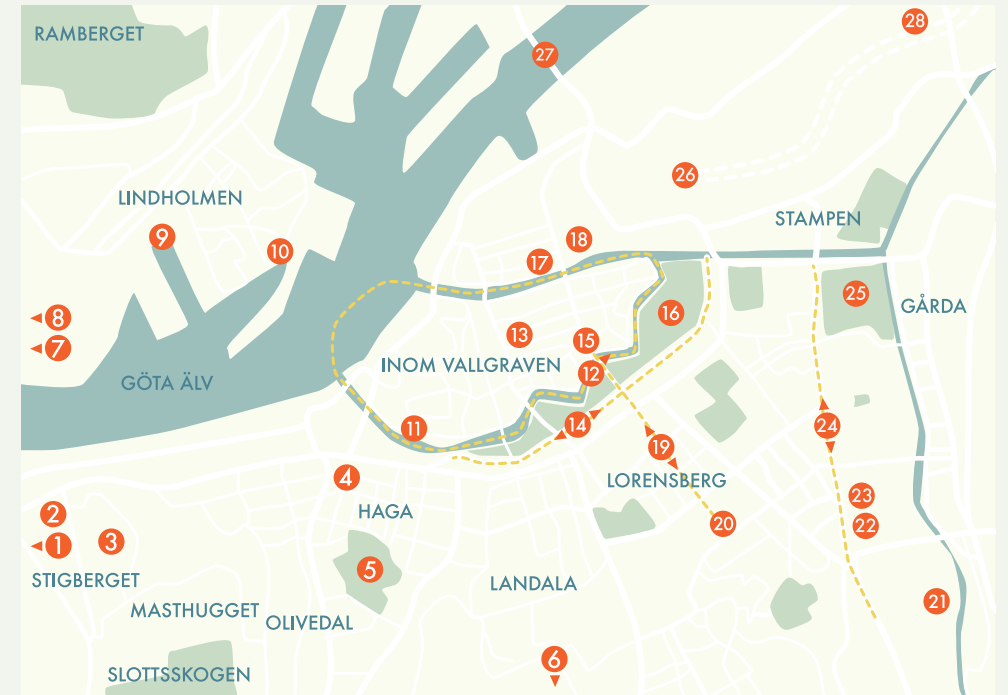 RAMBERGET
28
27
26
LINDHOLMEN
STAMPEN
9
10
18
17
25
GÅRDA
8
7
16
13
15
INOM VALLGRAVEN
12
GÖTA ÄLV
11
14
24
19
4
LORENSBERG
HAGA
23
2
20
22
3
1
5
STIGBERGET
LANDALA
21
MASTHUGGET
OLIVEDAL
6
SLOTTSSKOGEN